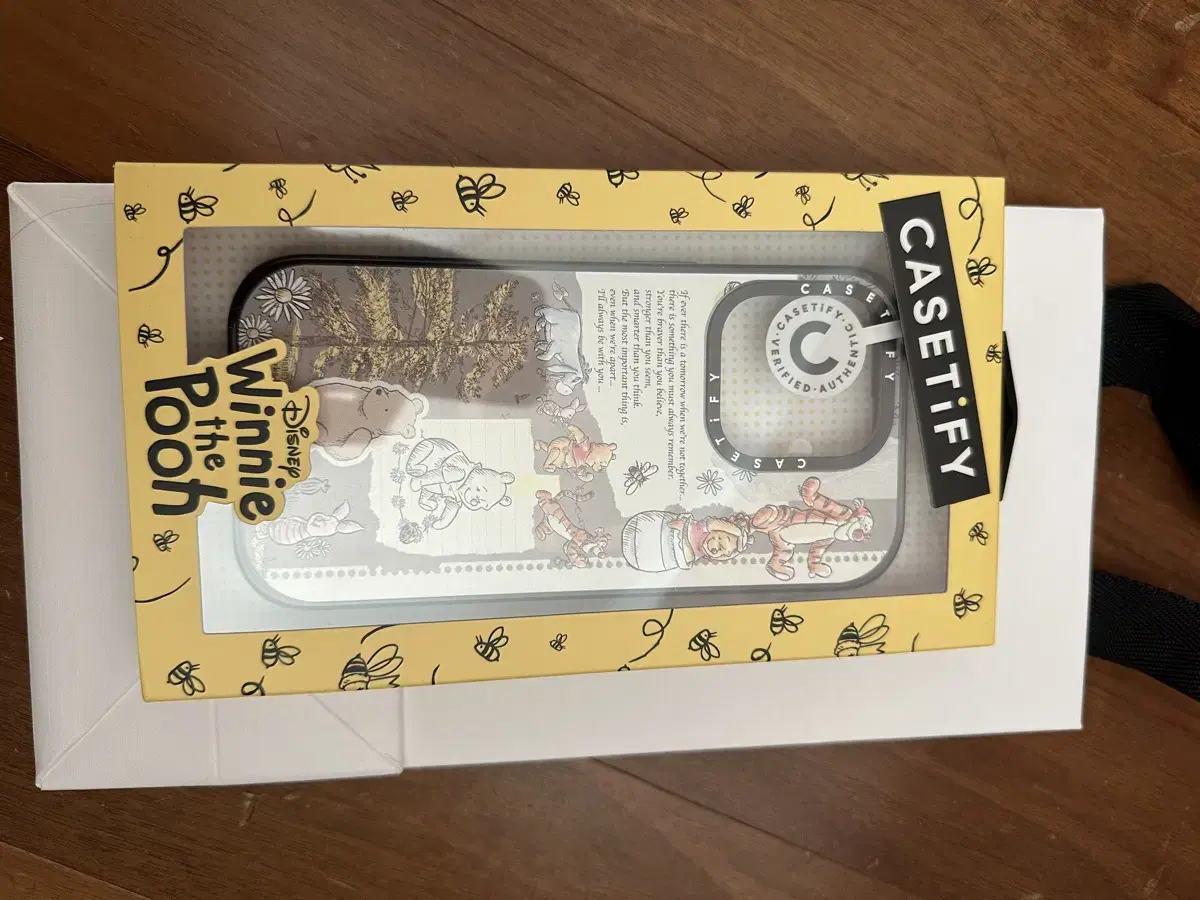 CASETiFY
CASETiFY
CASETiFY
CASETIFY · VERIFIED · AUTHENTIC ·
C
If ever there is a tomorrow when we're not together...
there is something you must always remember.
You're braver than you believe,
stronger than you seem,
and smarter than you think.
But the most important thing is,
even when we're apart...
I'll always be with you...
DISNEY
Winnie
the
Pooh